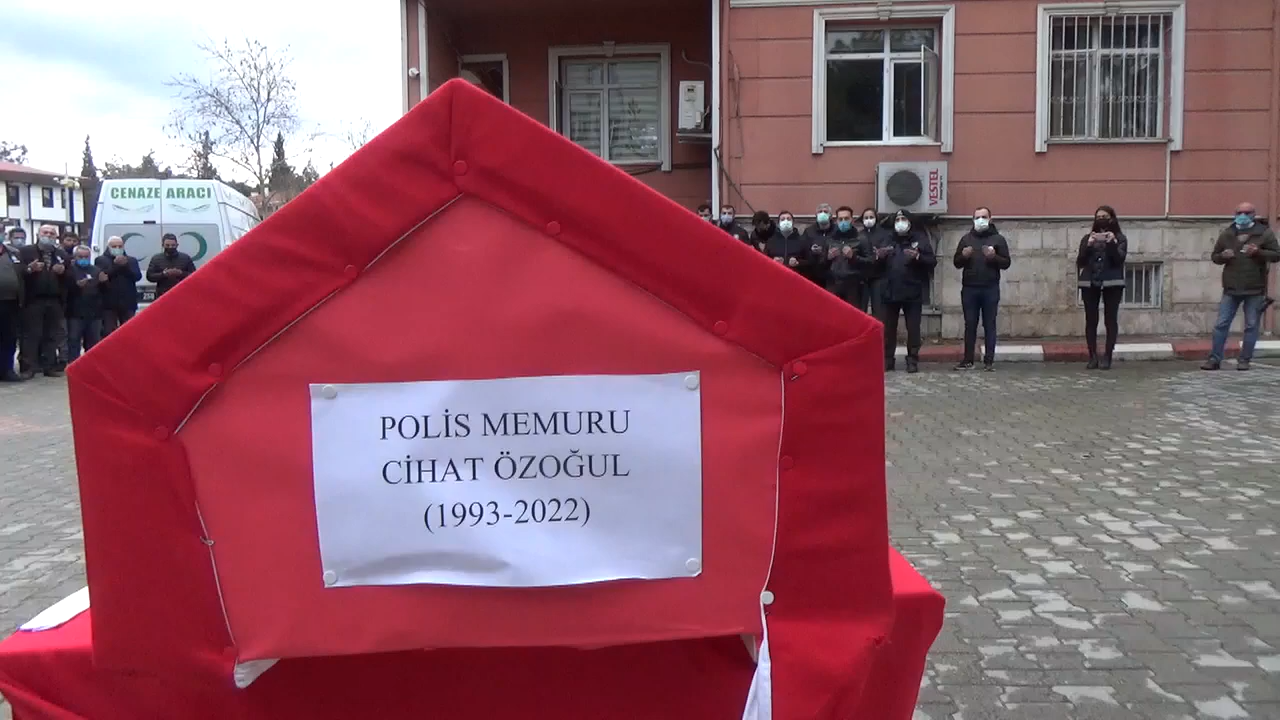 CENAZE ARACI
VESTEL
POLİS MEMURU
CİHAT ÖZOĞUL
(1993-2022)